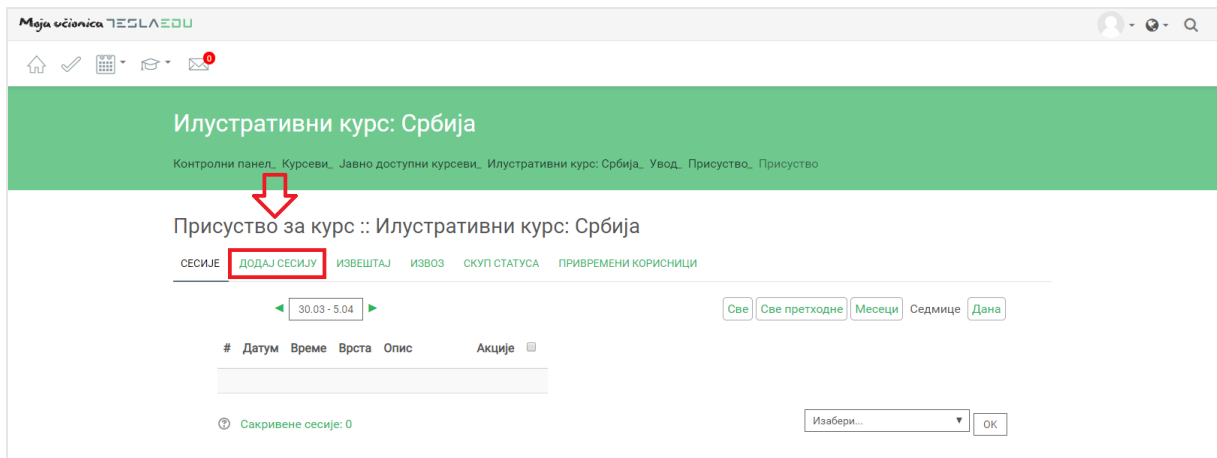 Moja učionica TESLAEDU
0
Илустративни курс: Србија
Контролни панел_ Курсеви_ Јавно доступни курсеви_ Илустративни курс: Србија_ Увод_ Присуство_ Присуство
Присуство за курс :: Илустративни курс: Србија
СЕСИЈЕ ДОДАЈ СЕСИЈУ ИЗВЕШТАЈ ИЗВОЗ СКУП СТАТУСА ПРИВРЕМЕНИ КОРИСНИЦИ
◄ 30.03 - 5.04 ► Све Све претходне Месеци Седмице Дана
# Датум Време Врста Опис Акције
Сакривене сесије: 0 Изабери... ОК